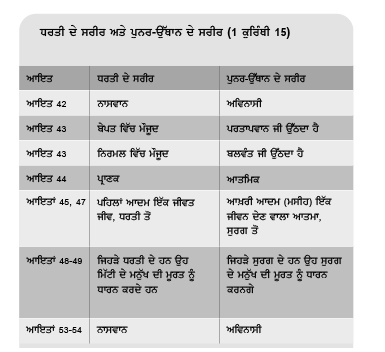 ਧਰਤੀ ਦੇ ਸਰੀਰ ਅਤੇ ਪੁਨਰ-ਉੱਥਾਨ ਦੇ ਸਰੀਰ (1 ਕੁਰਿੰਥੀ 15)
ਆਇਤ ਧਰਤੀ ਦੇ ਸਰੀਰ ਪੁਨਰ-ਉੱਥਾਨ ਦੇ ਸਰੀਰ
ਆਇਤ 42 ਨਾਸਵਾਨ ਅਵਿਨਾਸੀ
ਆਇਤ 43 ਬੇਪਤ ਵਿੱਚ ਮੌਜੂਦ ਪਰਤਾਪਵਾਨ ਜੀ ਉੱਠਦਾ ਹੈ
ਆਇਤ 43 ਨਿਰਮਲ ਵਿੱਚ ਮੌਜੂਦ ਬਲਵੰਤ ਜੀ ਉੱਠਦਾ ਹੈ
ਆਇਤ 44 ਪ੍ਰਾਣਕ ਆਤਮਿਕ
ਆਇਤਾਂ 45, 47 ਪਹਿਲਾਂ ਆਦਮ ਇੱਕ ਜੀਵਤ ਆਖ਼ਰੀ ਆਦਮ (ਮਸੀਹ) ਇੱਕ
ਜੀਵ, ਧਰਤੀ ਤੋਂ ਜੀਵਨ ਦੇਣ ਵਾਲਾ ਆਤਮਾ,
ਸੁਰਗ ਤੋਂ
ਆਇਤਾਂ 48-49 ਜਿਹੜੇ ਧਰਤੀ ਦੇ ਹਨ ਉਹ ਜਿਹੜੇ ਸੁਰਗ ਦੇ ਹਨ ਉਹ ਸੁਰਗ
ਮਿੱਟੀ ਦੇ ਮਨੁੱਖ ਦੀ ਮੂਰਤ ਨੂੰ ਦੇ ਮਨੁੱਖ ਦੀ ਮੂਰਤ ਨੂੰ ਧਾਰਨ
ਧਾਰਨ ਕਰਦੇ ਹਨ ਕਰਨਗੇ
ਆਇਤਾਂ 53-54 ਨਾਸਵਾਨ ਅਵਿਨਾਸੀ